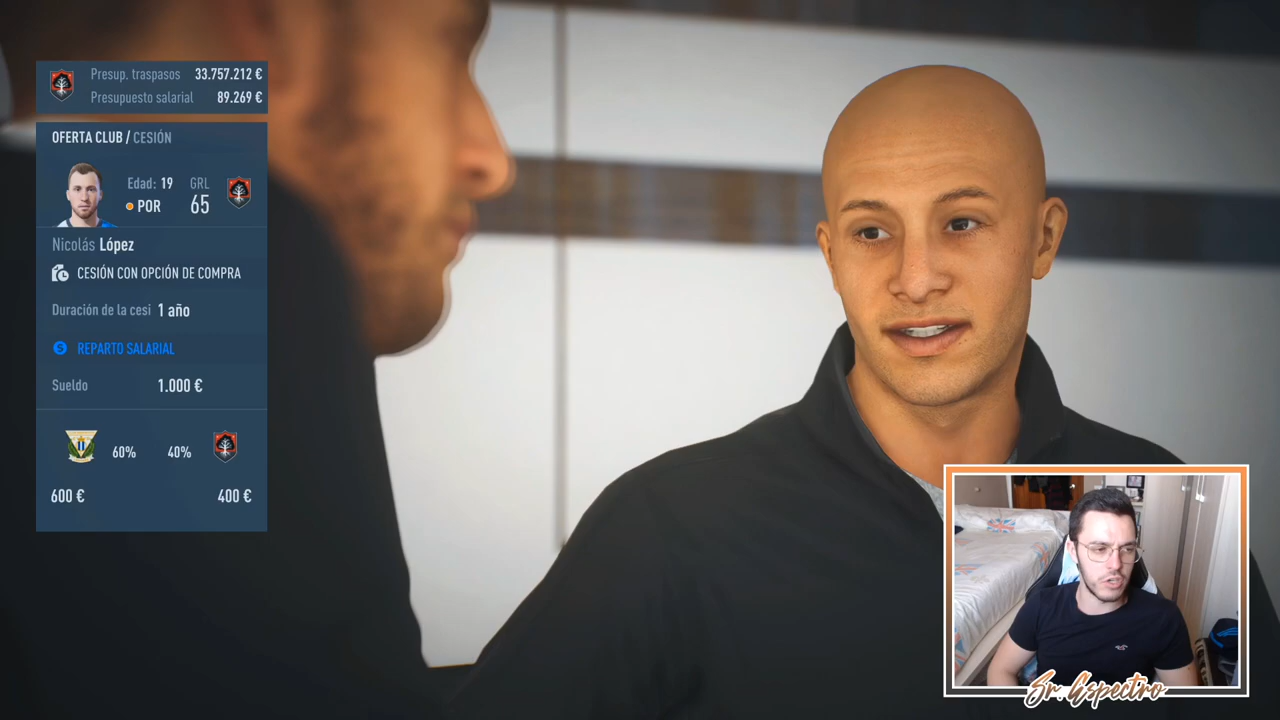 Presup. traspasos 33.757.212 €
Presupuesto salarial 89.269 €
OFERTA CLUB / CESIÓN
Edad: 19 GRL
POR 65
Nicolás López
CESIÓN CON OPCIÓN DE COMPRA
Duración de la cesi 1 año
REPARTO SALARIAL
Sueldo 1.000 €
60% 40%
600 € 400 €
Sr. Aspectro